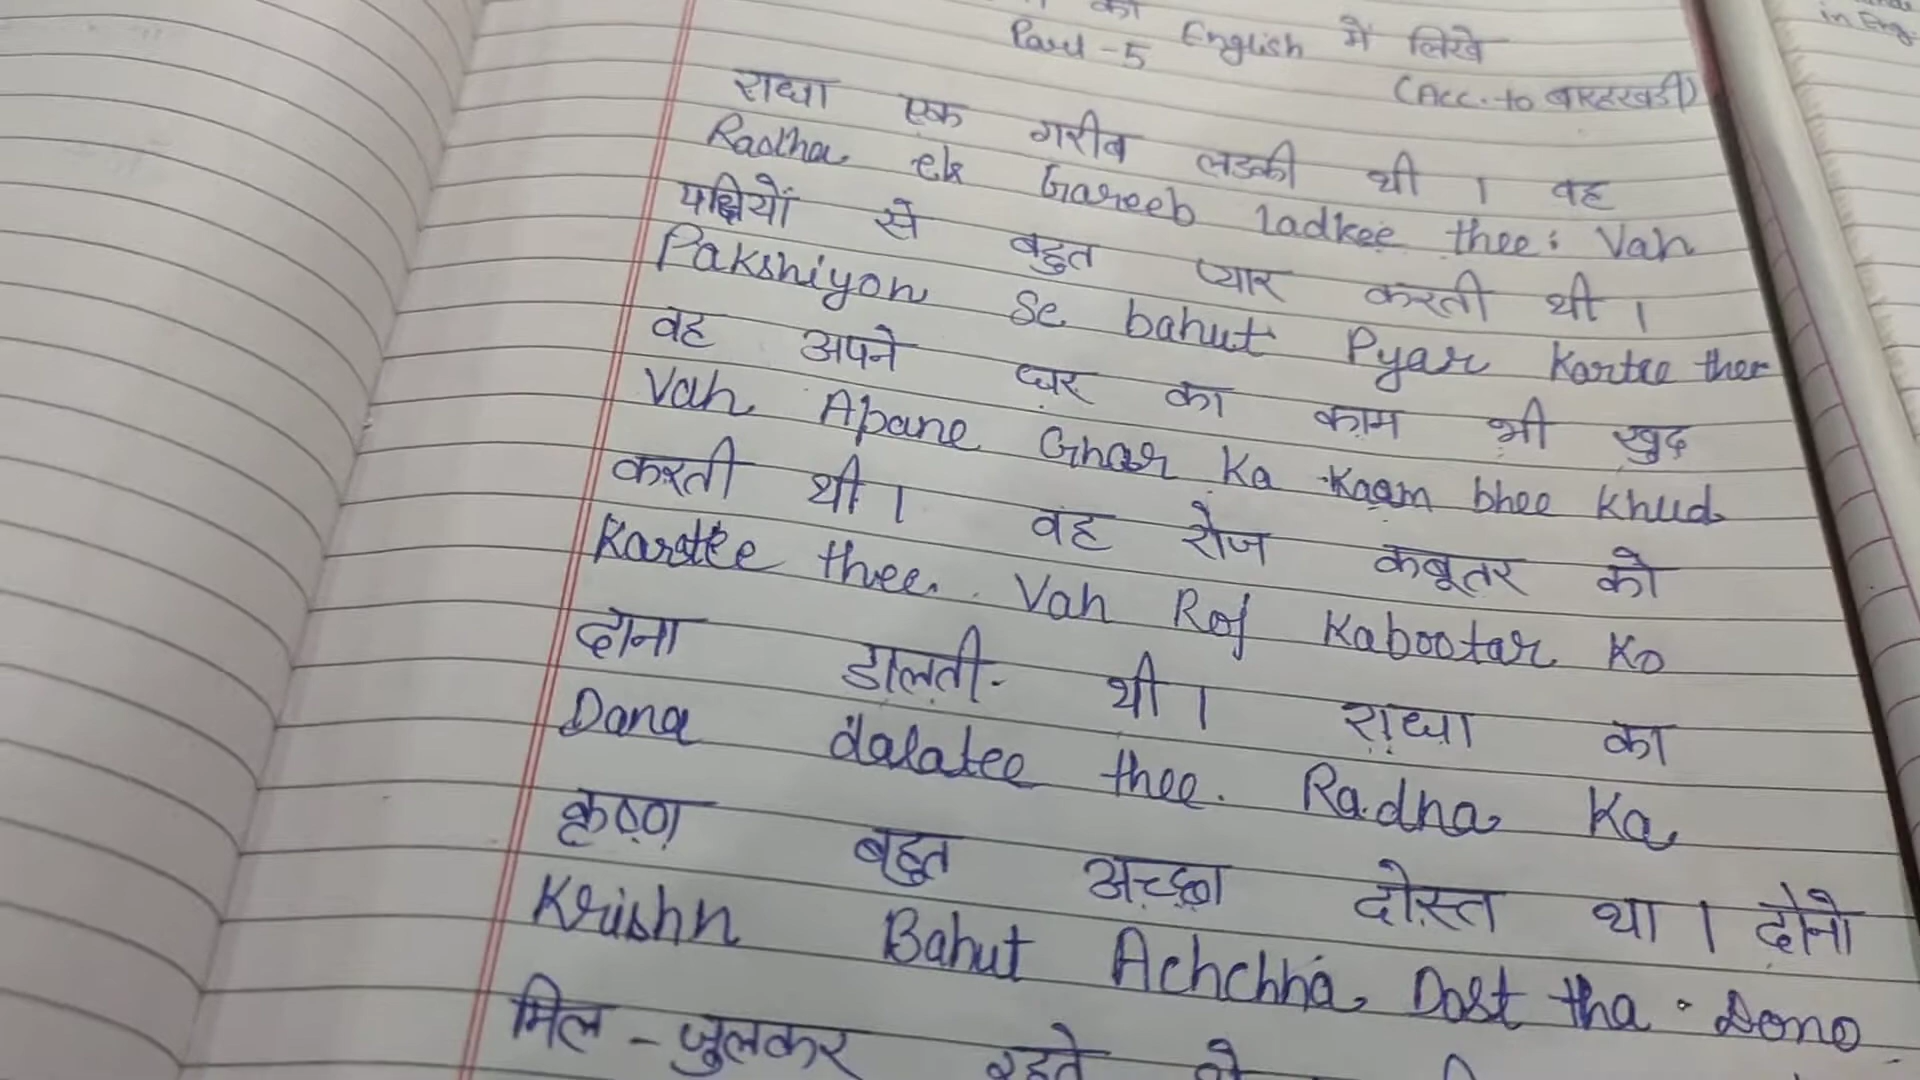 को English में लिखे
Part-5
(Acc. to बारहखडी)
राधा एक गरीब लडकी थी । वह
Radha ek Gareeb ladkee thee. Vah
पक्षियों से बहुत प्यार करती थी ।
Pakshiyon Se bahut Pyar Kartee thee
वह अपने घर का काम भी खुद
Vah Apane Ghar Ka Kaam bhee Khud
करती थी । वह रोज कबूतर को
Karatee thee. Vah Roj Kabootar Ko
दाना डालती थी । राधा का
Dana dalatee thee. Radha Ka
कृष्ण बहुत अच्छा दोस्त था । दोनो
Krishn Bahut Achchha Dost tha. Dono
मिल-जुलकर रहते थे